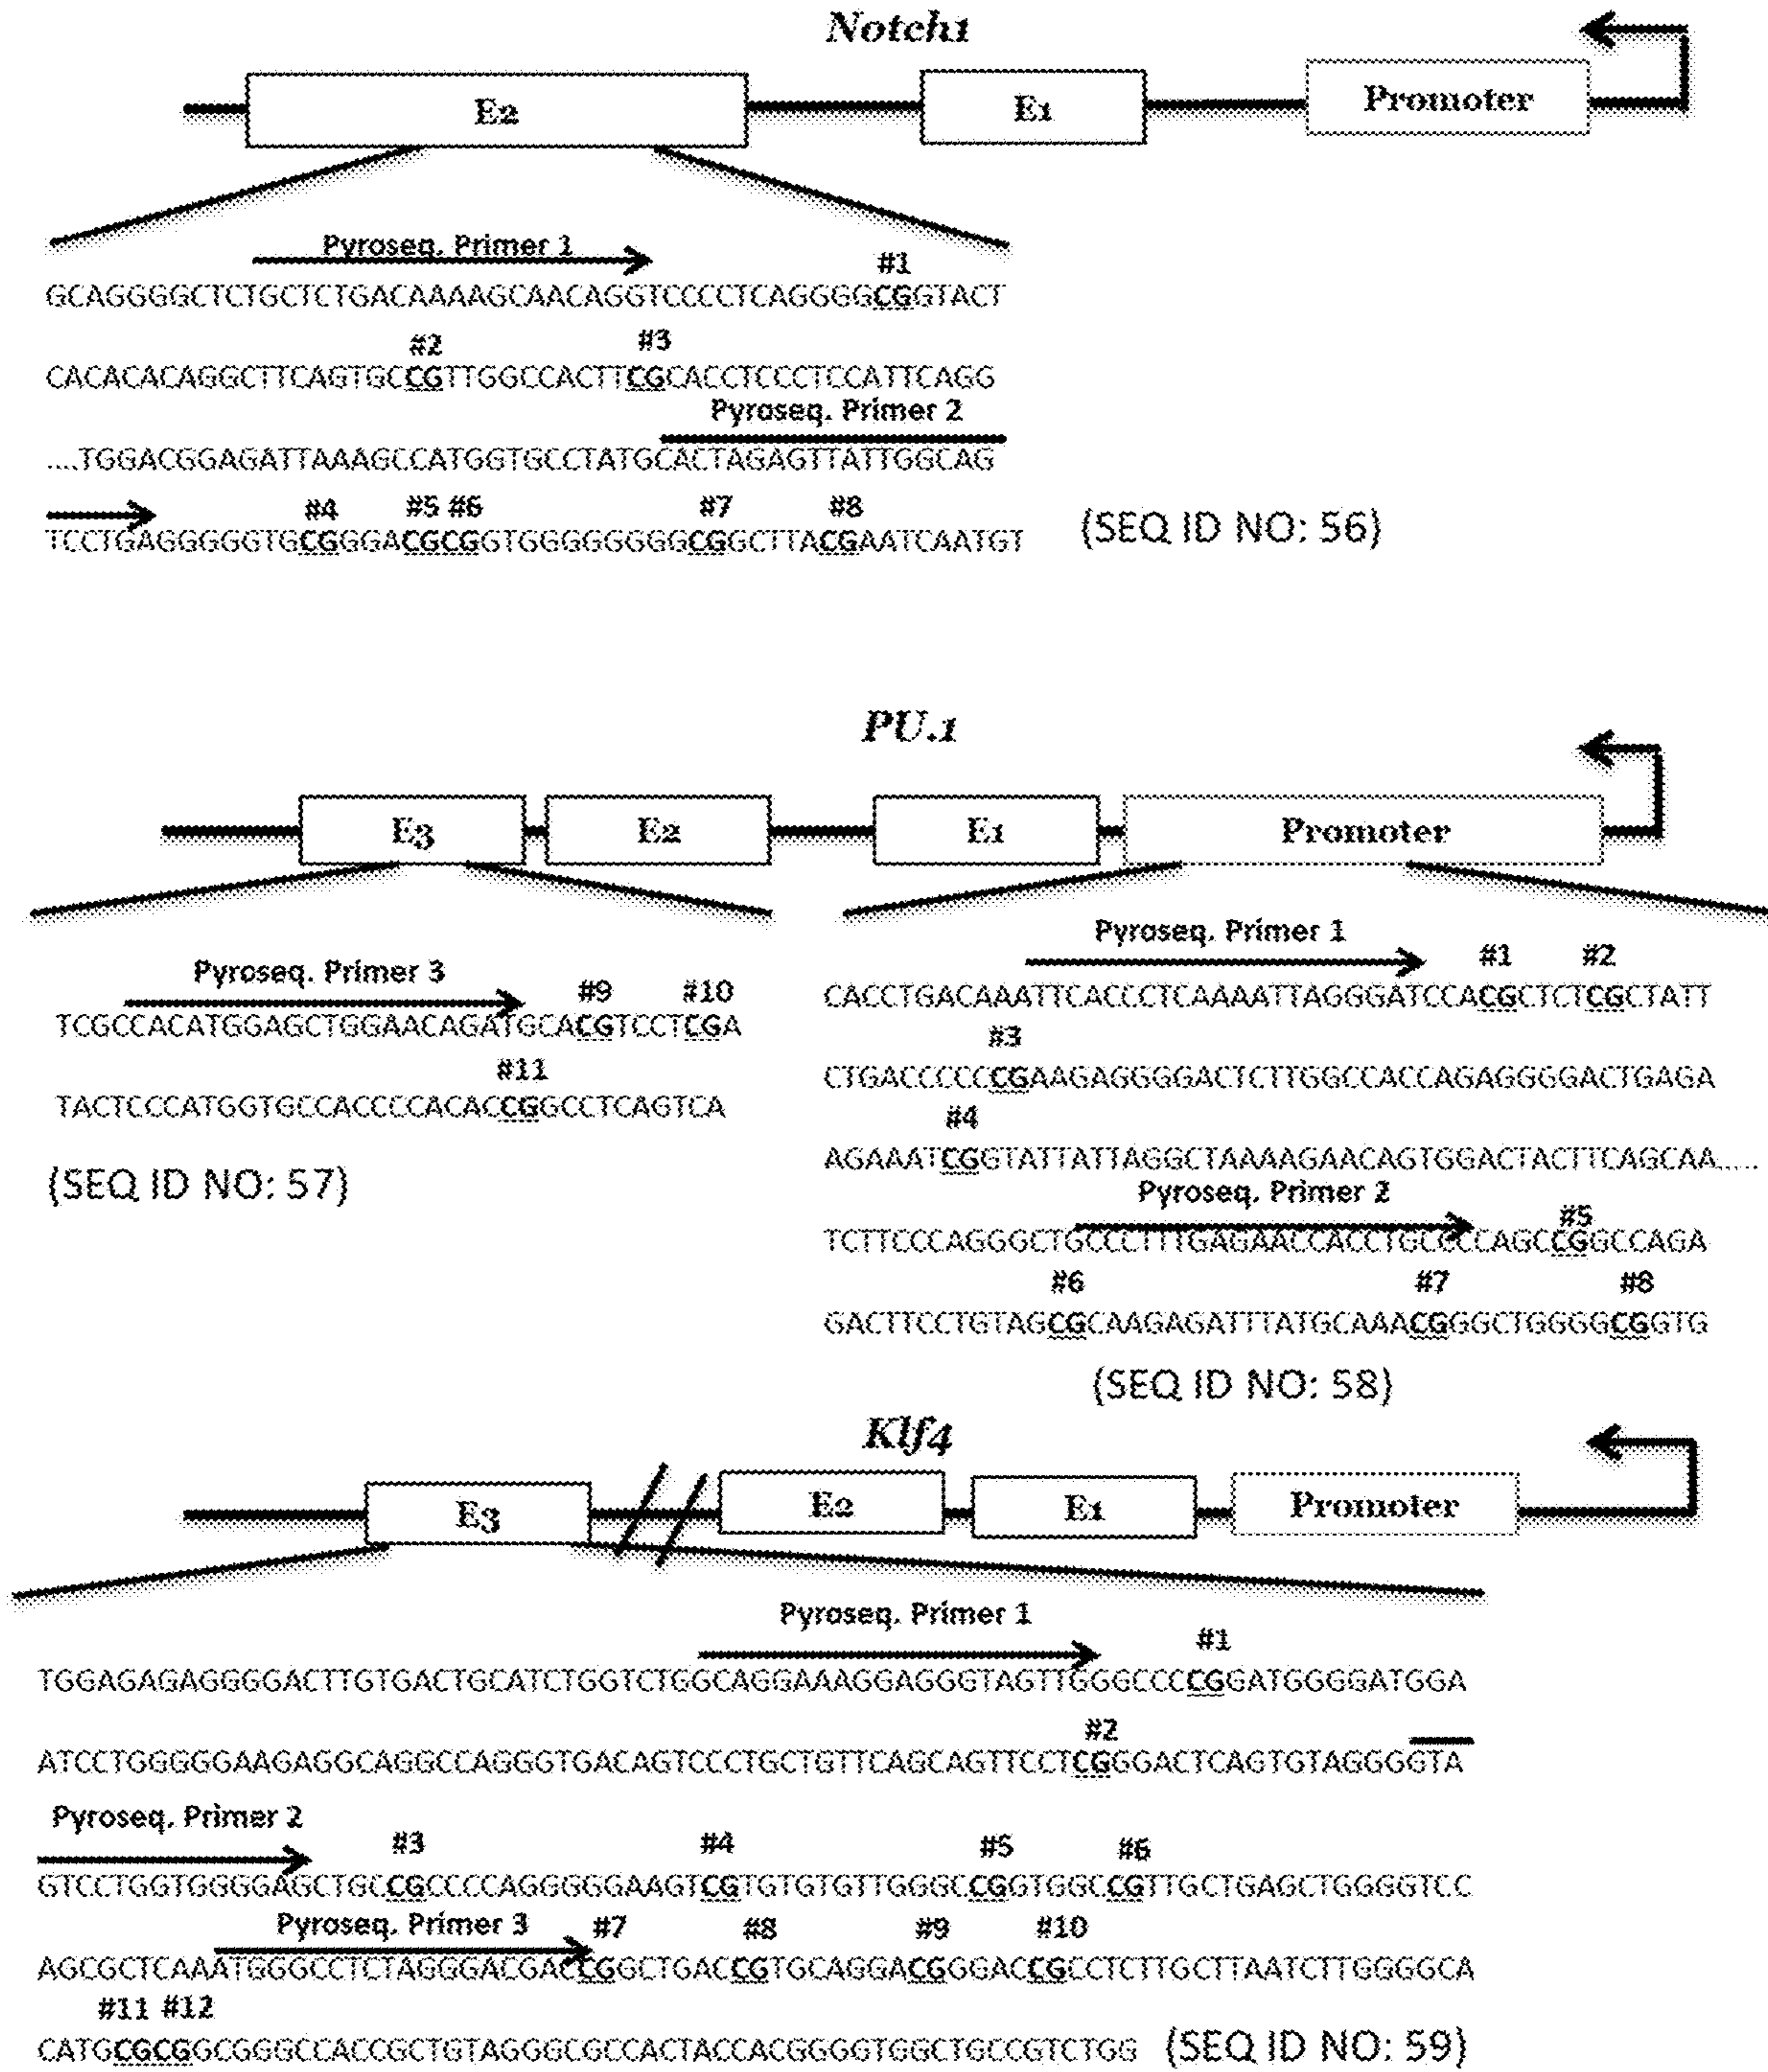 Notch1
E2 E1 Promoter
Pyroseq. Primer 1
#1
GCAGGGGCTCTGCTCTGACAAAAGCAACAGGTCCCCTCAGGGGCGGTACT
#2 #3
CACACACAGGCTTCAGTGCCGTTGGCCACTTCGCACCTCCCTCCATTCAGG
Pyroseq. Primer 2
....TGGACGGAGATTAAAGCCATGGTGCCTATGCACTAGAGTTATTGGCAG
#4 #5 #6 #7 #8
TCCTGAGGGGGTGCGGGACGCGGTGGGGGGGGCGGCTTACGAATCAATGT (SEQ ID NO: 56)
PU.1
E3 E2 E1 Promoter
Pyroseq. Primer 3
#9 #10
TCGCCACATGGAGCTGGAACAGATGCACGTCCTCGA
#11
TACTCCCATGGTGCCACCCCACACCGGCCTCAGTCA
(SEQ ID NO: 57)
Pyroseq. Primer 1
#1 #2
CACCTGACAAATTCACCCTCAAAATTAGGGATCCACGCTCTCGCTATT
#3
CTGACCCCCCGAAGAGGGGACTCTTGGCCACCAGAGGGGACTGAGA
#4
AGAAATCGGTATTATTAGGCTAAAAGAACAGTGGACTACTTCAGCAA.....
Pyroseq. Primer 2
#5
TCTTCCCAGGGCTGCCCTTTGAGAACCACCTGCCCCAGCCGGCCAGA
#6 #7 #8
GACTTCCTGTAGCGCAAGAGATTTATGCAAACGGGCTGGGGCGGTG
(SEQ ID NO: 58)
Klf4
E3 E2 E1 Promoter
Pyroseq. Primer 1
#1
TGGAGAGAGGGGACTTGTGACTGCATCTGGTCTGGCAGGAAAGGAGGGTAGTTGGGCCCCGGATGGGGATGGA
#2
ATCCTGGGGGAAGAGGCAGGCCAGGGTGACAGTCCCTGCTGTTCAGCAGTTCCTCGGGACTCAGTGTAGGGGTA
Pyroseq. Primer 2
#3 #4 #5 #6
GTCCTGGTGGGGAGCTGCCGCCCCAGGGGGAAGTCGTGTGTGTTGGGCCGGTGGCCGTTGCTGAGCTGGGGTCC
Pyroseq. Primer 3 #7 #8 #9 #10
AGCGCTCAAATGGGCCTCTAGGGACGACCGGCTGACCGTGCAGGACGGGACCGCCTCTTGCTTAATCTTGGGGCA
#11 #12
CATGCGCGGCGGGCCACCGCTGTAGGGCGCCACTACCACGGGGTGGCTGCCGTCTGG (SEQ ID NO: 59)